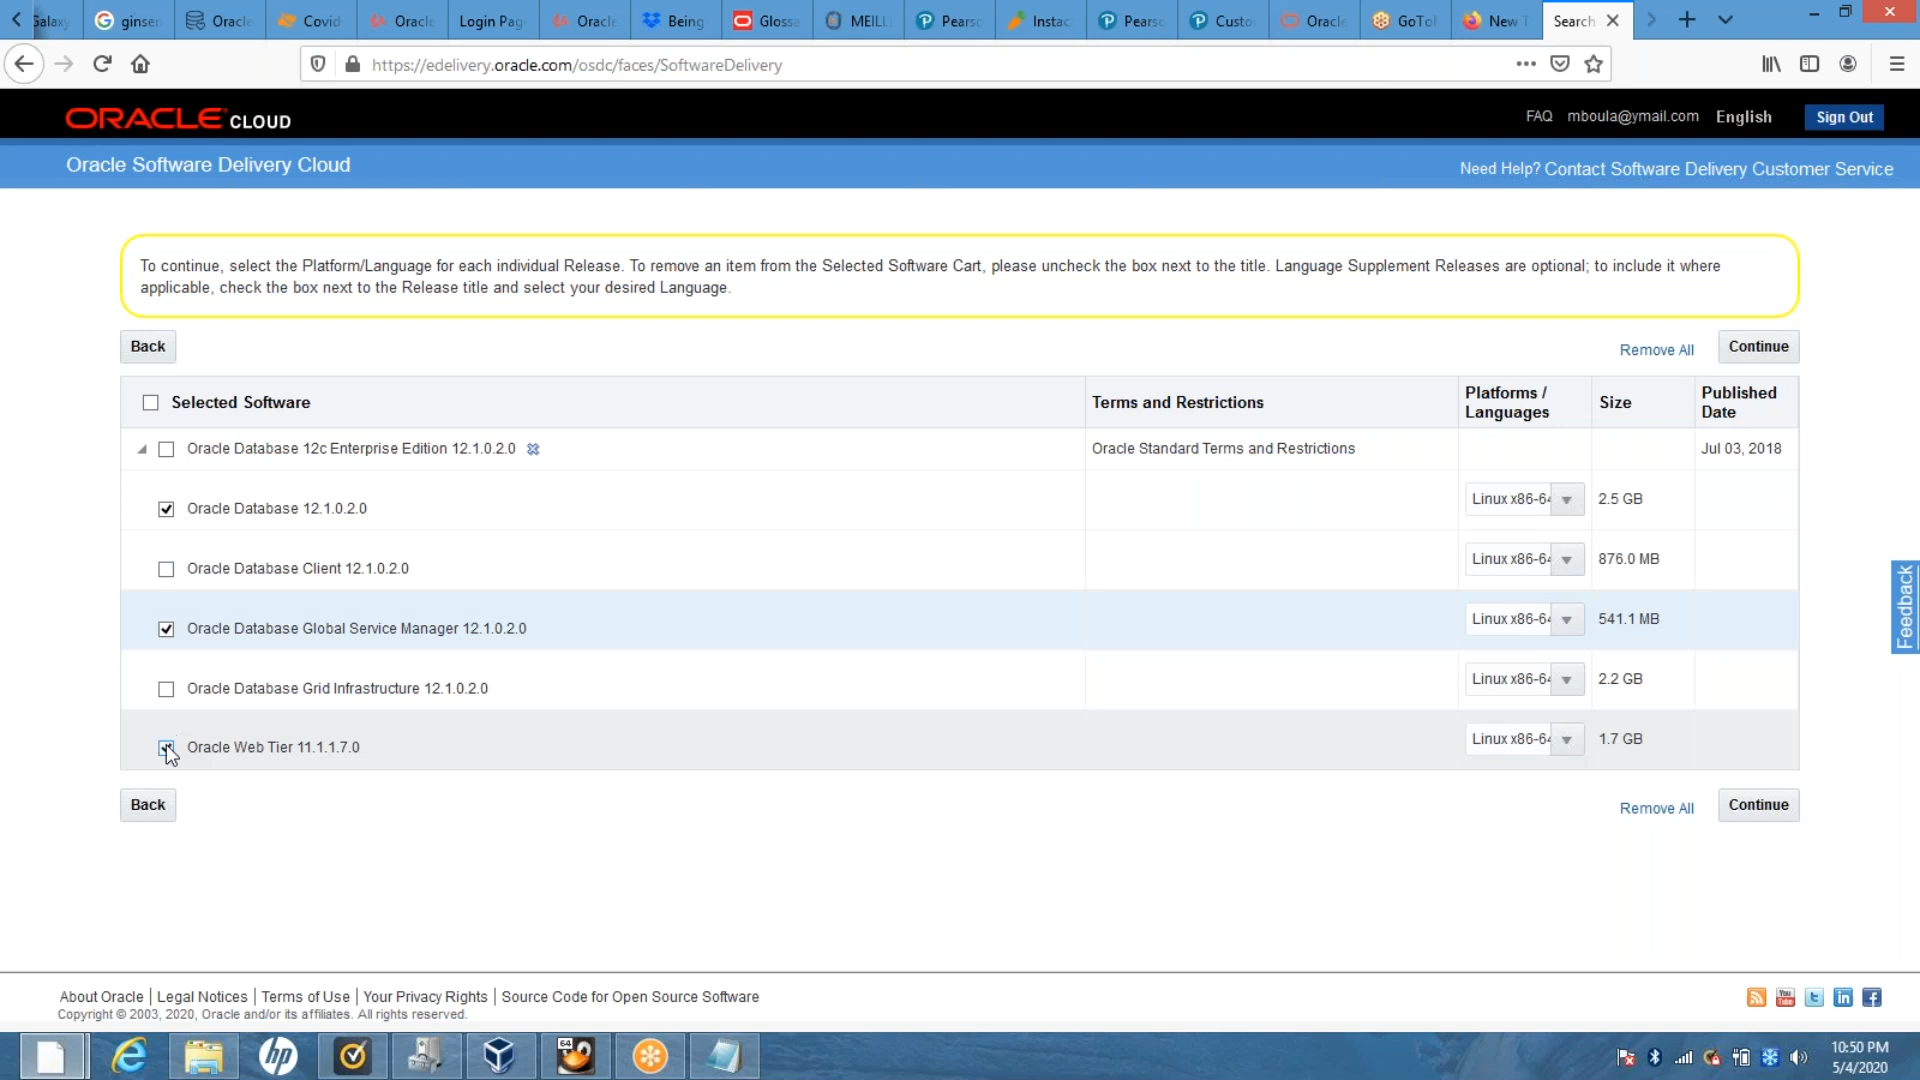 Galaxy
ginsen
Oracle
Covid
Oracle
Login Pag
Oracle
Being
Glossa
MEILL
Pearso
Instac
Pearso
Custo
Oracle
GoTo
New T
Search
https://edelivery.oracle.com/osdc/faces/SoftwareDelivery
ORACLE CLOUD
FAQ mboula@ymail.com English Sign Out
Oracle Software Delivery Cloud
Need Help? Contact Software Delivery Customer Service
To continue, select the Platform/Language for each individual Release. To remove an item from the Selected Software Cart, please uncheck the box next to the title. Language Supplement Releases are optional; to include it where
applicable, check the box next to the Release title and select your desired Language.
Back
Remove All Continue
Selected Software Terms and Restrictions Platforms / Languages Size Published Date
Oracle Database 12c Enterprise Edition 12.1.0.2.0 Oracle Standard Terms and Restrictions Jul 03, 2018
Oracle Database 12.1.0.2.0 Linux x86-64 2.5 GB
Oracle Database Client 12.1.0.2.0 Linux x86-64 876.0 MB
Oracle Database Global Service Manager 12.1.0.2.0 Linux x86-64 541.1 MB
Oracle Database Grid Infrastructure 12.1.0.2.0 Linux x86-64 2.2 GB
Oracle Web Tier 11.1.1.7.0 Linux x86-64 1.7 GB
Feedback
Back
Remove All Continue
About Oracle | Legal Notices | Terms of Use | Your Privacy Rights | Source Code for Open Source Software
Copyright © 2003, 2020, Oracle and/or its affiliates. All rights reserved.
You Tube
hp
64
10:50 PM
5/4/2020